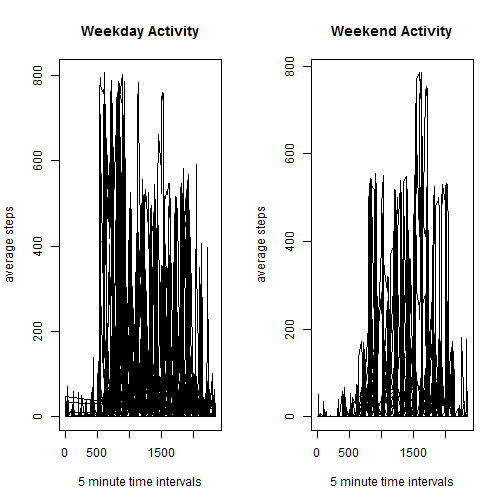 Weekday Activity
average steps
0 200 400 600 800
0 500 1500
5 minute time intervals
Weekend Activity
average steps
0 200 400 600 800
0 500 1500
5 minute time intervals